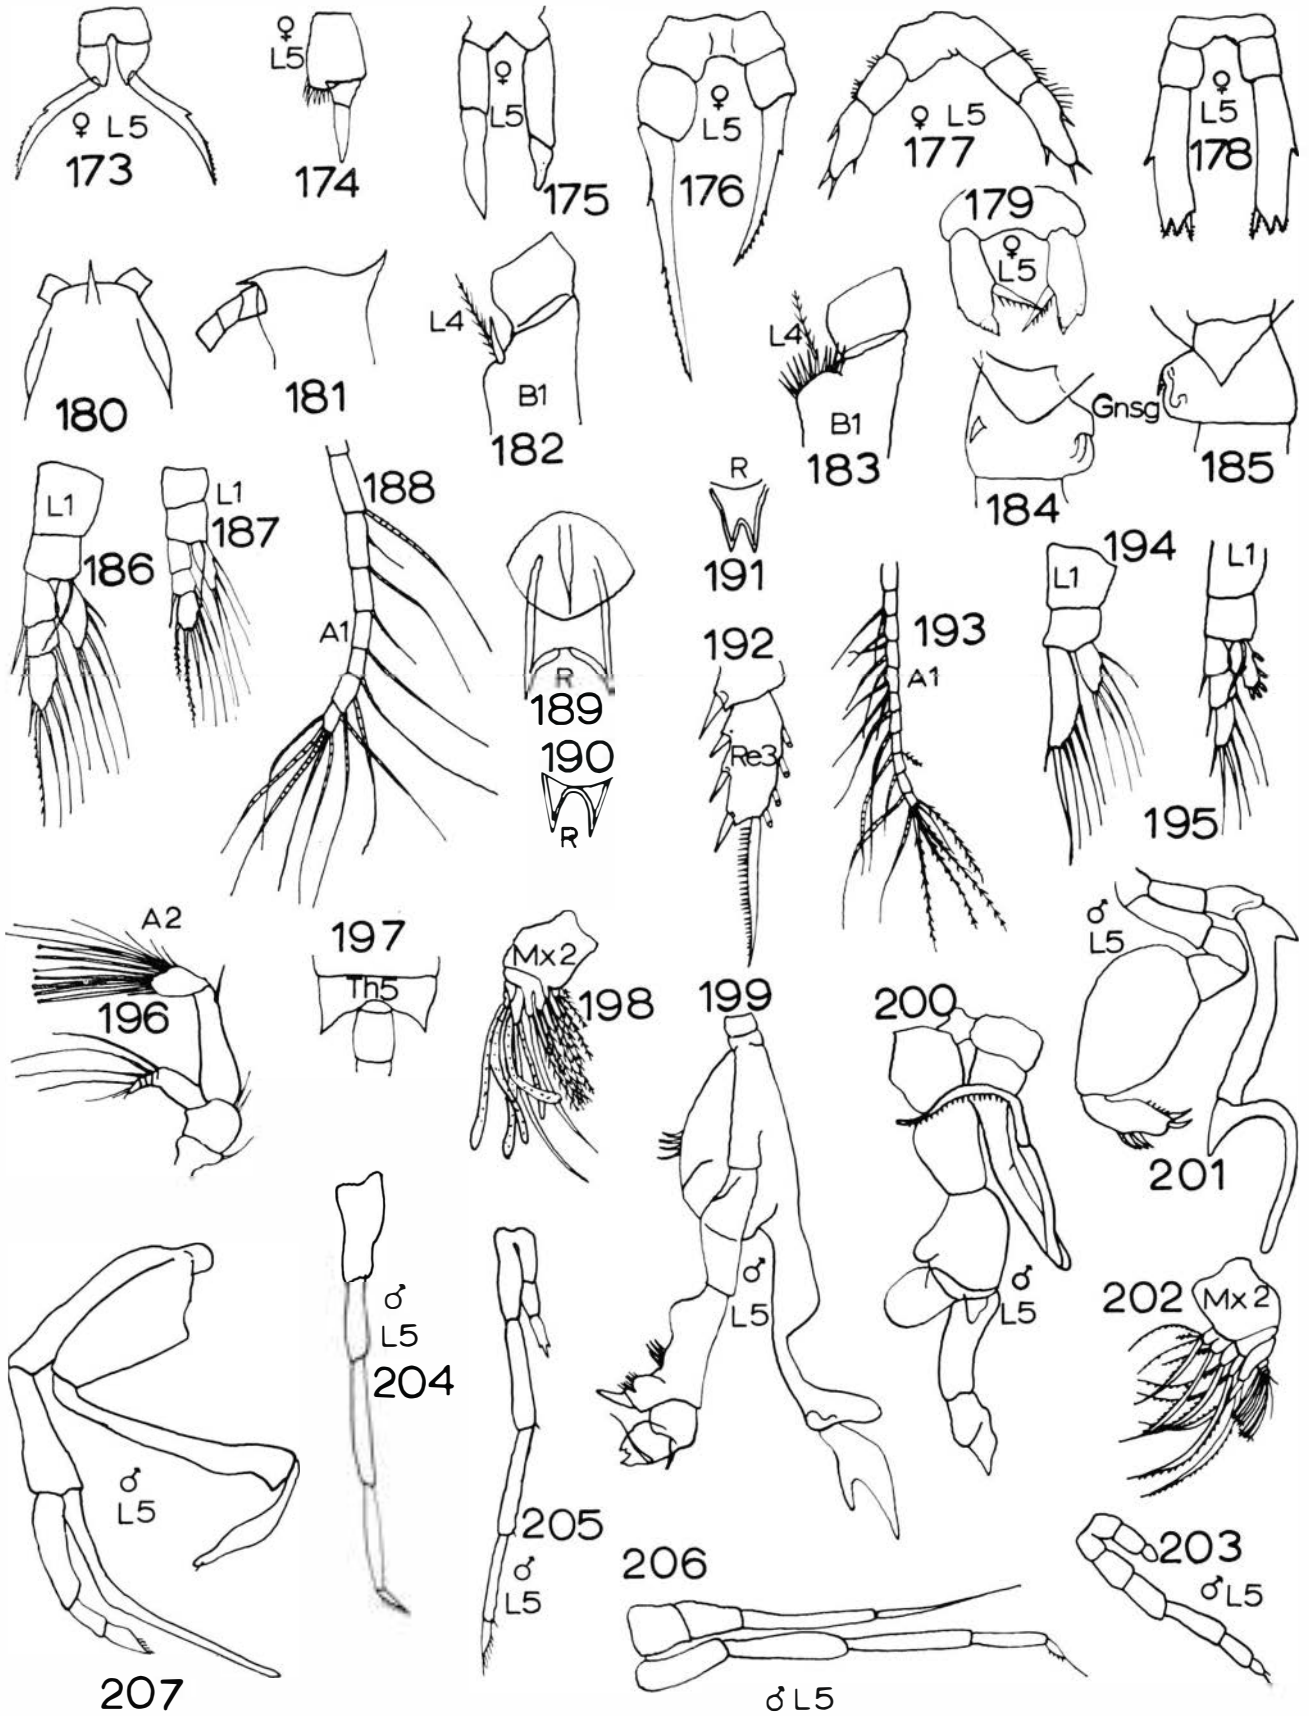 ♀ L5
173
♀
L5
174
♀
L5
175
♀
L5
176
♀ L5
177
♀
L5
178
179
♀
L5
180
181
L4
B1
182
L4
B1
183
184
Gnsg
185
L1
186
L1
187
188
A1
R
189
190
R
R
191
192
Re3
193
A1
194
L1
L1
195
A2
196
197
Th5
Mx2
198
199
♂
L5
200
♂
L5
♂
L5
201
202
Mx2
203
♂L5
♂
L5
204
205
♂
L5
206
♂L5
♂
L5
207